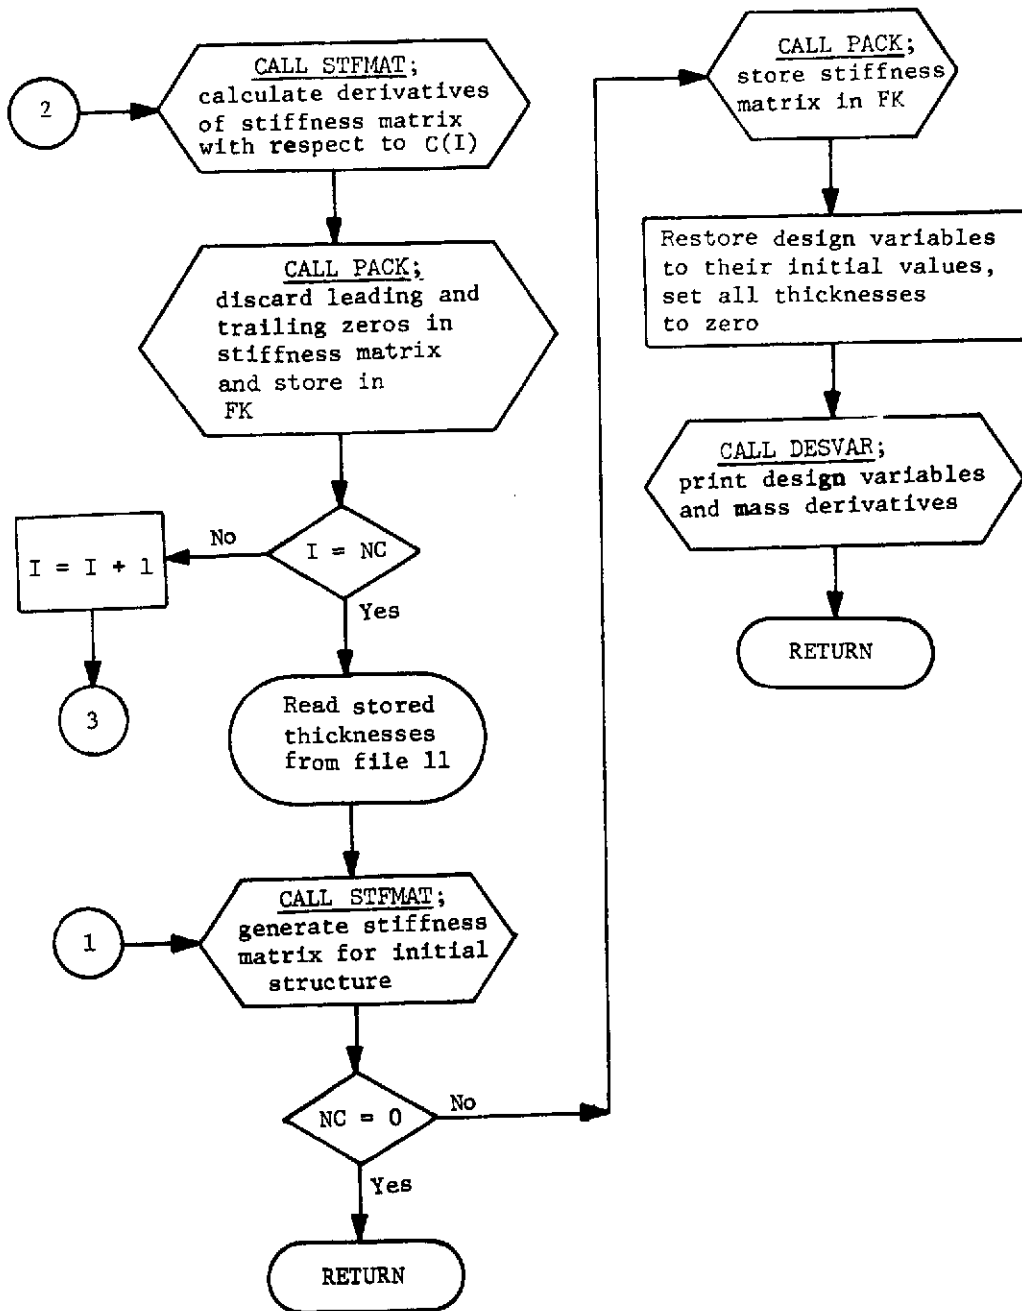 2
CALL STFMAT;
calculate derivatives
of stiffness matrix
with respect to C(I)
CALL PACK;
discard leading and
trailing zeros in
stiffness matrix
and store in
FK
I = NC
No
Yes
I = I + 1
3
Read stored
thicknesses
from file 11
1
CALL STFMAT;
generate stiffness
matrix for initial
structure
NC = 0
No
Yes
RETURN
CALL PACK;
store stiffness
matrix in FK
Restore design variables
to their initial values,
set all thicknesses
to zero
CALL DESVAR;
print design variables
and mass derivatives
RETURN